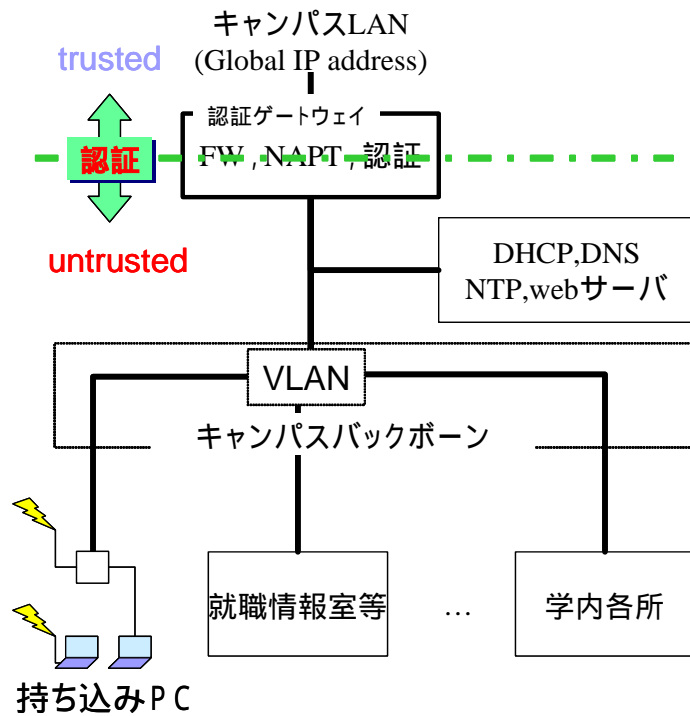 キャンパスLAN
(Global IP address)
trusted
認証ゲートウェイ
認証
FW , NAPT , 認証
untrusted
DHCP,DNS
NTP,webサーバ
VLAN
キャンパスバックボーン
就職情報室等
…
学内各所
持ち込みPC